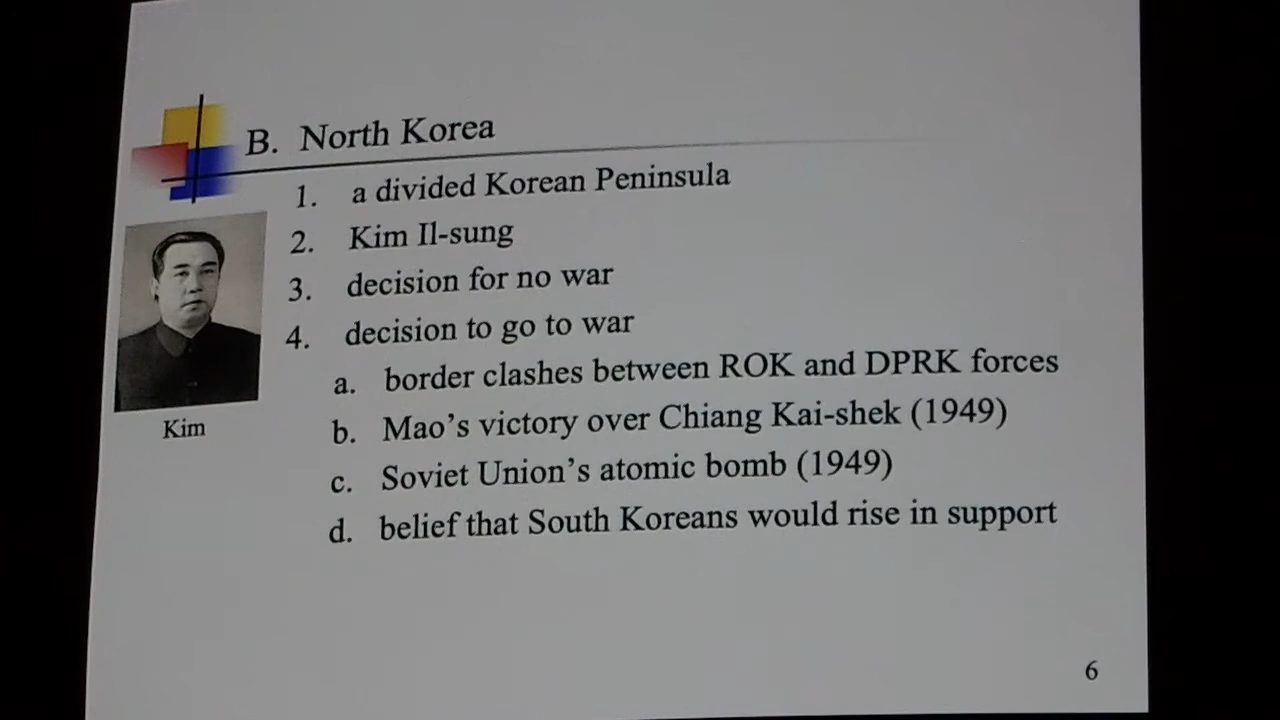 B. North Korea
1. a divided Korean Peninsula
2. Kim Il-sung
3. decision for no war
4. decision to go to war
a. border clashes between ROK and DPRK forces
b. Mao's victory over Chiang Kai-shek (1949)
c. Soviet Union's atomic bomb (1949)
d. belief that South Koreans would rise in support
Kim
6